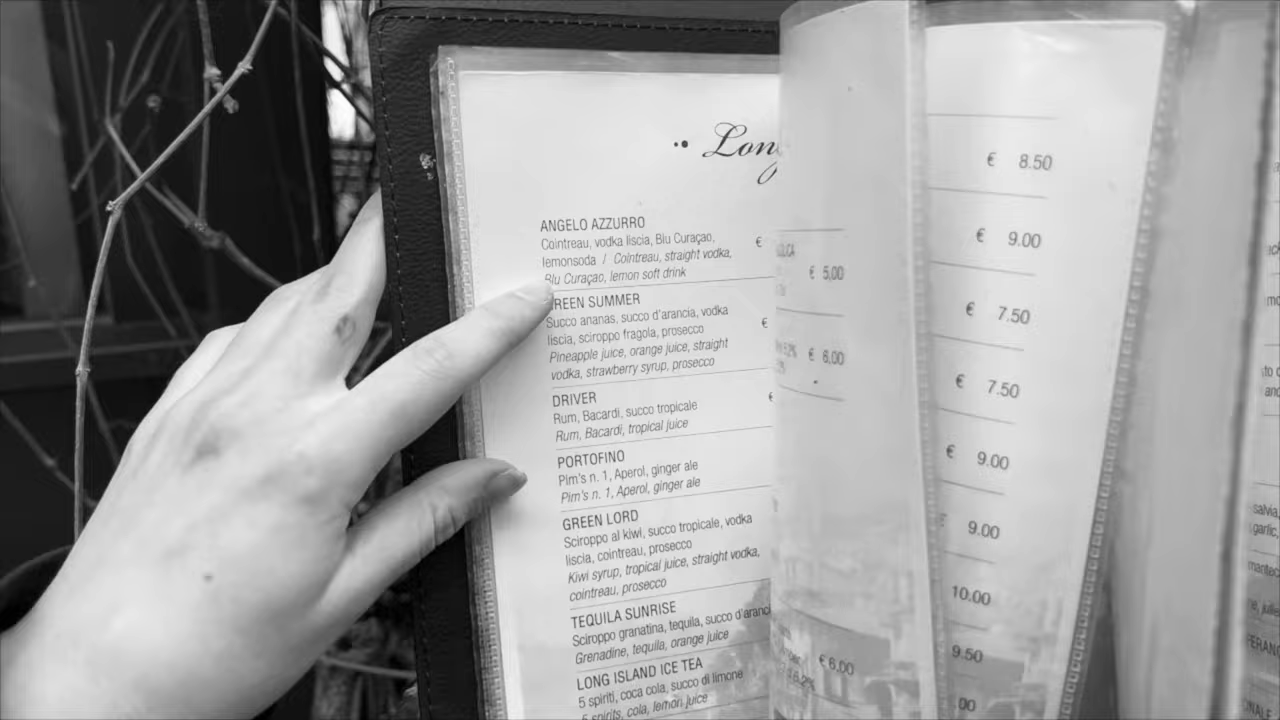 ANGELO AZZURRO
Cointreau, vodka liscia, Blu Curaçao,
lemonsoda / Cointreau, straight vodka,
Blu Curaçao, lemon soft drink
€
REEN SUMMER
Succo ananas, succo d'arancia, vodka
liscia, sciroppo fragola, prosecco
Pineapple juice, orange juice, straight
vodka, strawberry syrup, prosecco
€
DRIVER
Rum, Bacardi, succo tropicale
Rum, Bacardi, tropical juice
€
PORTOFINO
Pim's n. 1, Aperol, ginger ale
Pim's n. 1, Aperol, ginger ale
GREEN LORD
Sciroppo al kiwi, succo tropicale, vodka
liscia, cointreau, prosecco
Kiwi syrup, tropical juice, straight vodka,
cointreau, prosecco
TEQUILA SUNRISE
Sciroppo granatina, tequila, succo d'aranc
Grenadine, tequila, orange juice
LONG ISLAND ICE TEA
5 spiriti, coca cola, succo di limone
5 spirits, cola, lemon juice
€ 5,00
€ 6,00
€ 6,00
€ 8.50
€ 9.00
€ 7.50
€ 7.50
€ 9.00
€ 9.00
10.00
9.50
.00
salvia,
garlic,